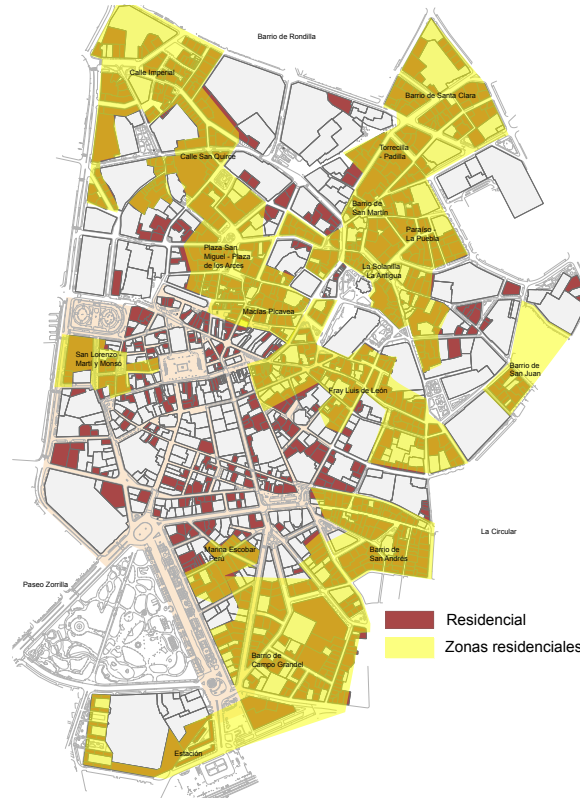 Barrio de Rondilla
Calle Imperial
Barrio de Santa Clara
Torrecilla
- Padilla
Calle San Quirce
Barrio de
San Martín
Paraíso -
La Puebla
Plaza San
Miguel - Plaza
de los Arces
La Solanilla
- La Antigua
Macías Picavea
San Lorenzo -
Martí y Monsó
Barrio de
San Juan
Fray Luis de León
La Circular
Marina Escobar
- Perú
Barrio de
San Andrés
Paseo Zorrilla
Residencial
Zonas residenciales
Barrio de
Campo Grandel
Estación